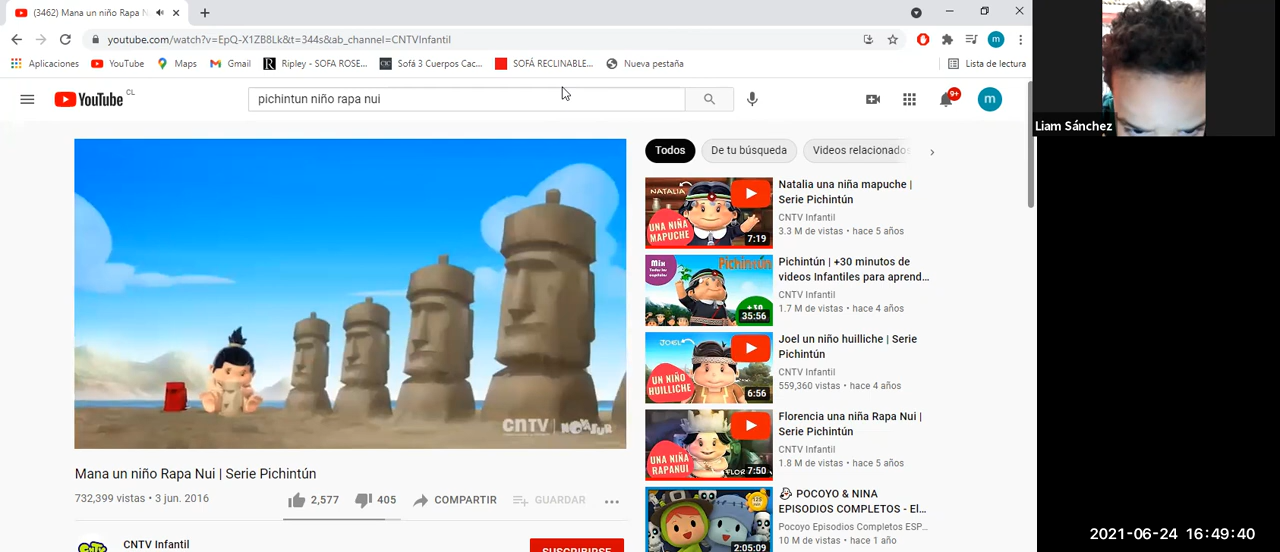 (3462) Mana un niño Rapa N
youtube.com/watch?v=EpQ-X1ZB8Lk&t=344s&ab_channel=CNTVInfantil
m
Aplicaciones
YouTube
Maps
Gmail
Ripley - SOFA ROSE...
Sofá 3 Cuerpos Cac...
SOFÁ RECLINABLE...
Nueva pestaña
Lista de lectura
YouTube CL
pichintun niño rapa nui
9+
m
Liam Sánchez
Todos
De tu búsqueda
Videos relacionados
CNTV NOVASUR
NATALIA
UNA NIÑA
MAPUCHE
7:19
Natalia una niña mapuche |
Serie Pichintún
CNTV Infantil
3.3 M de vistas • hace 5 años
Mix
Pichintún
+30
35:56
Pichintún | +30 minutos de
videos Infantiles para aprend...
CNTV Infantil
1.7 M de vistas • hace 4 años
JOEL
UN NIÑO
HUILLICHE
6:56
Joel un niño huilliche | Serie
Pichintún
CNTV Infantil
559,360 vistas • hace 4 años
UNA NIÑA
RAPANUI
FLOR
7:50
Florencia una niña Rapa Nui |
Serie Pichintún
CNTV Infantil
1.8 M de vistas • hace 5 años
2:05:09
POCOYO & NINA
EPISODIOS COMPLETOS - El...
Pocoyo Episodios Completos ESP...
10 M de vistas • hace 1 año
Mana un niño Rapa Nui | Serie Pichintún
732,399 vistas • 3 jun. 2016
2,577
405
COMPARTIR
GUARDAR
CNTV Infantil
SUSCRIBIRSE
2021-06-24 16:49:40